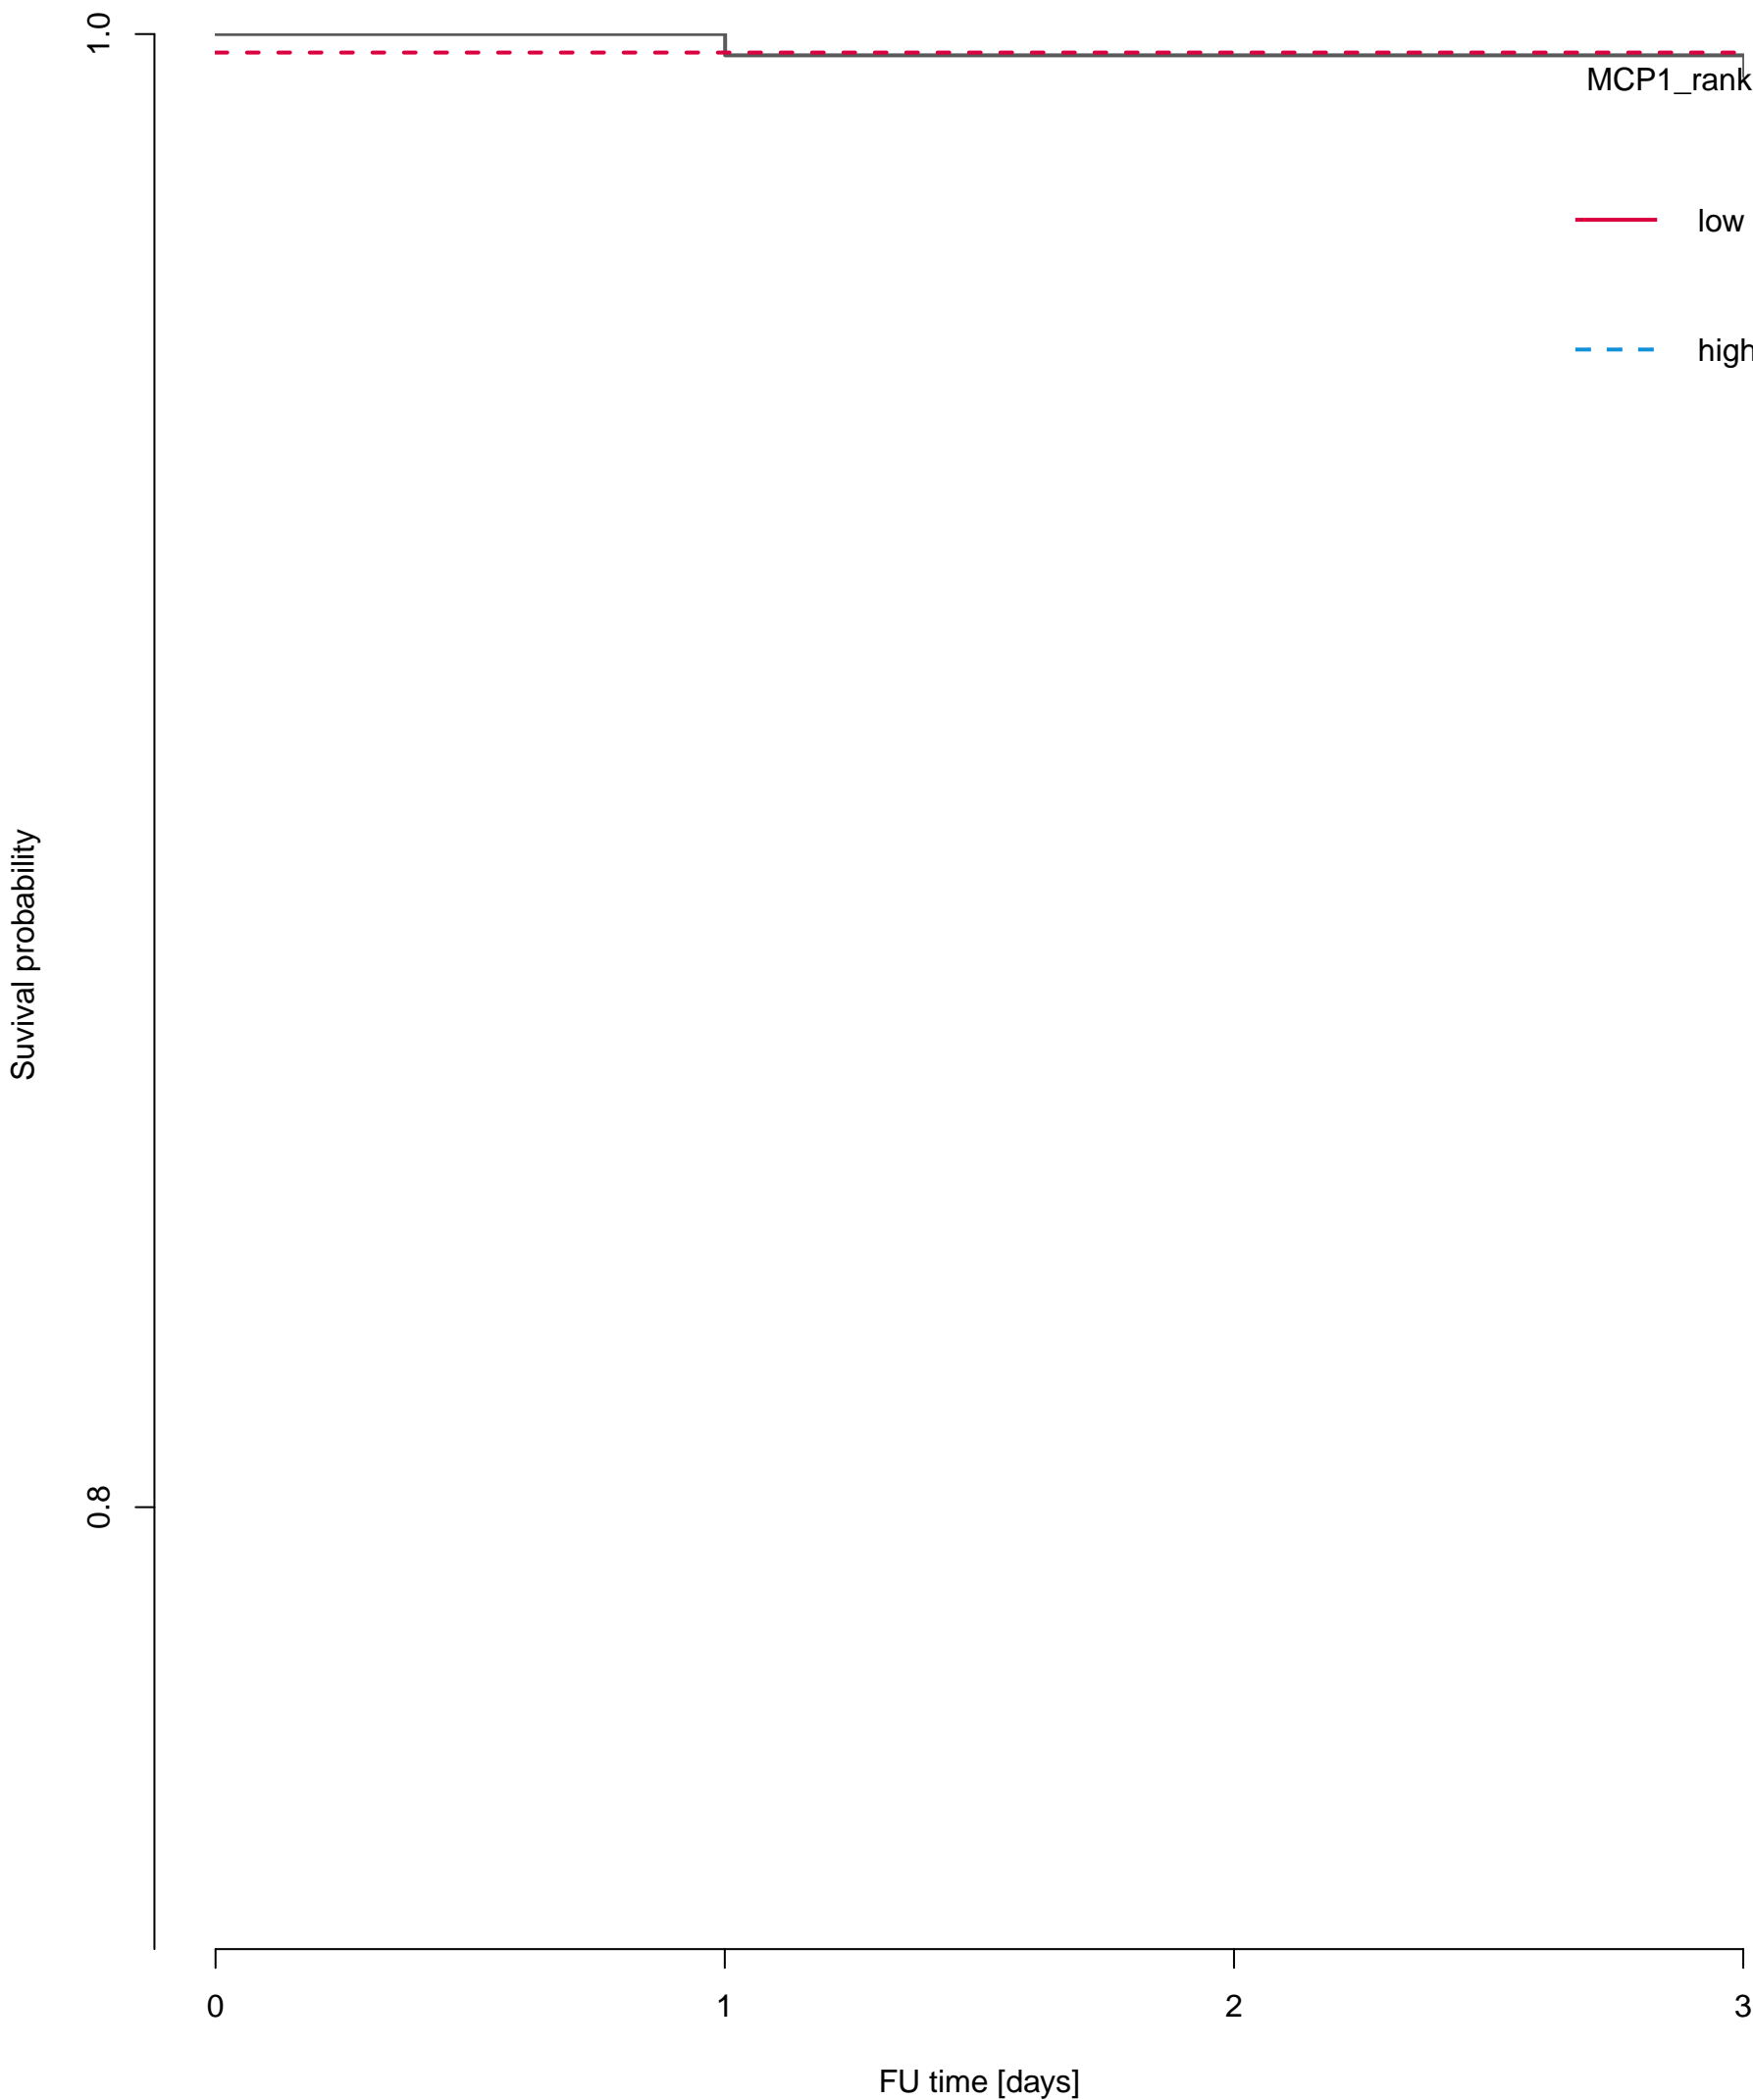 1.0
MCP1_rank
low
high
Suvival probability
0.8
0
1
2
3
FU time [days]